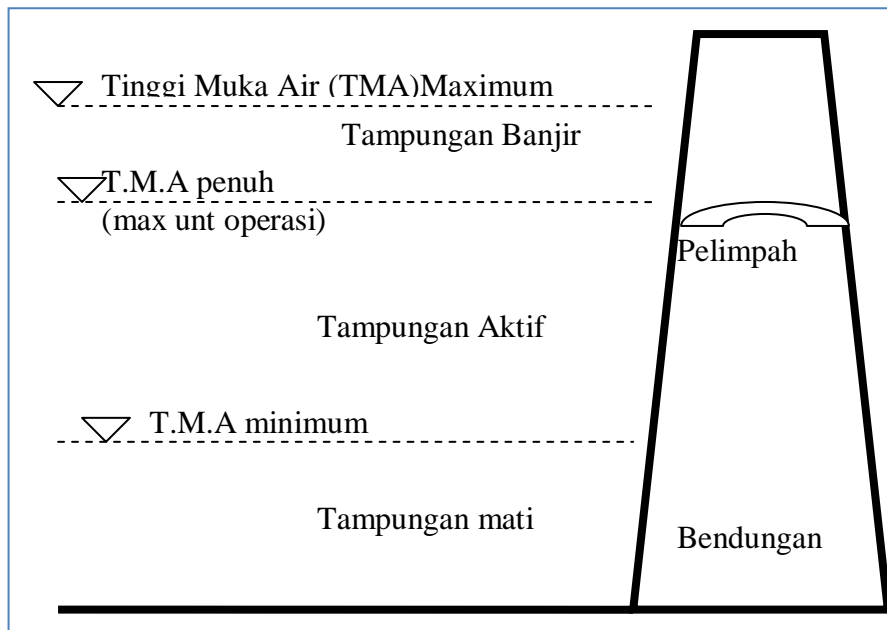 Tinggi Muka Air (TMA)Maximum
Tampungan Banjir
T.M.A penuh
(max unt operasi)
Pelimpah
Tampungan Aktif
T.M.A minimum
Tampungan mati
Bendungan